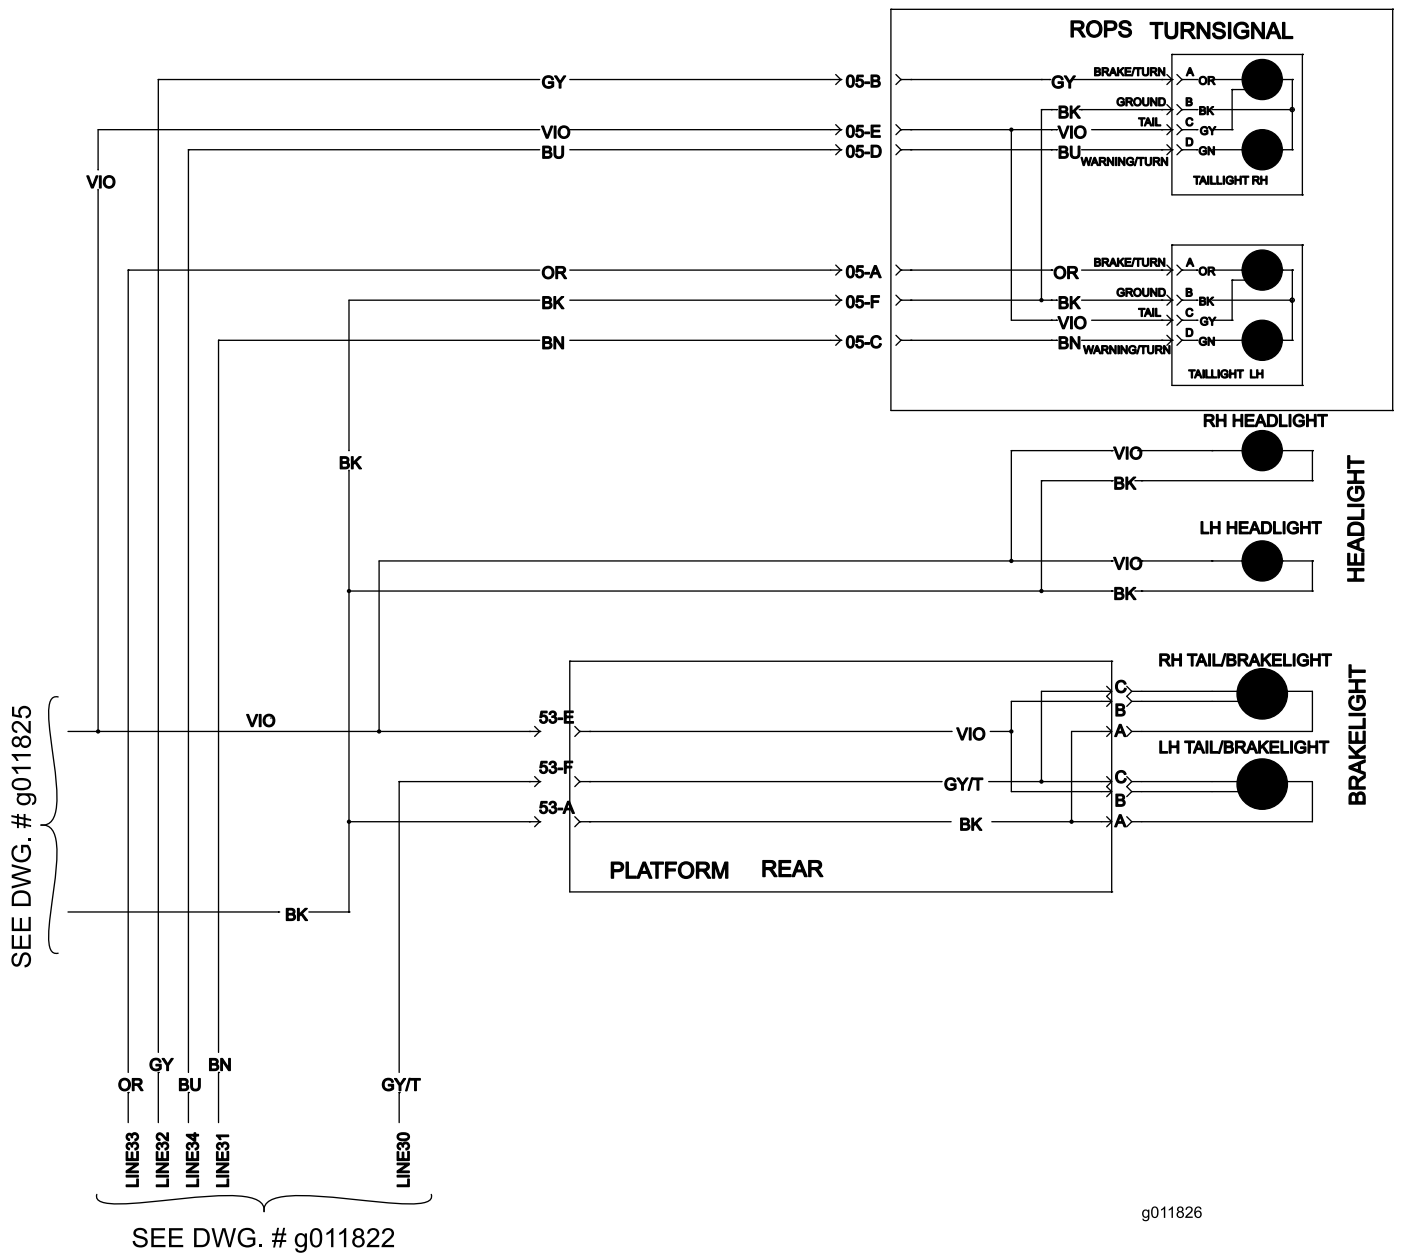 ROPS TURNSIGNAL
GY 05-B GY BRAKE/TURN A OR
BK GROUND B BK
VIO 05-E VIO TAIL C GY
BU 05-D BU WARNING/TURN D GN
TAILLIGHT RH
VIO
OR 05-A OR BRAKE/TURN A OR
BK 05-F BK GROUND B BK
VIO TAIL C GY
BN 05-C BN WARNING/TURN D GN
TAILLIGHT LH
RH HEADLIGHT
VIO
BK
BK
LH HEADLIGHT
VIO
BK
HEADLIGHT
RH TAIL/BRAKELIGHT
C
B
A
VIO 53-E VIO
LH TAIL/BRAKELIGHT
53-F GY/T C
B
53-A BK A
BRAKELIGHT
PLATFORM REAR
BK
SEE DWG. # g011825
OR GY BU BN GY/T
LINE33 LINE32 LINE34 LINE31 LINE30
SEE DWG. # g011822
g011826